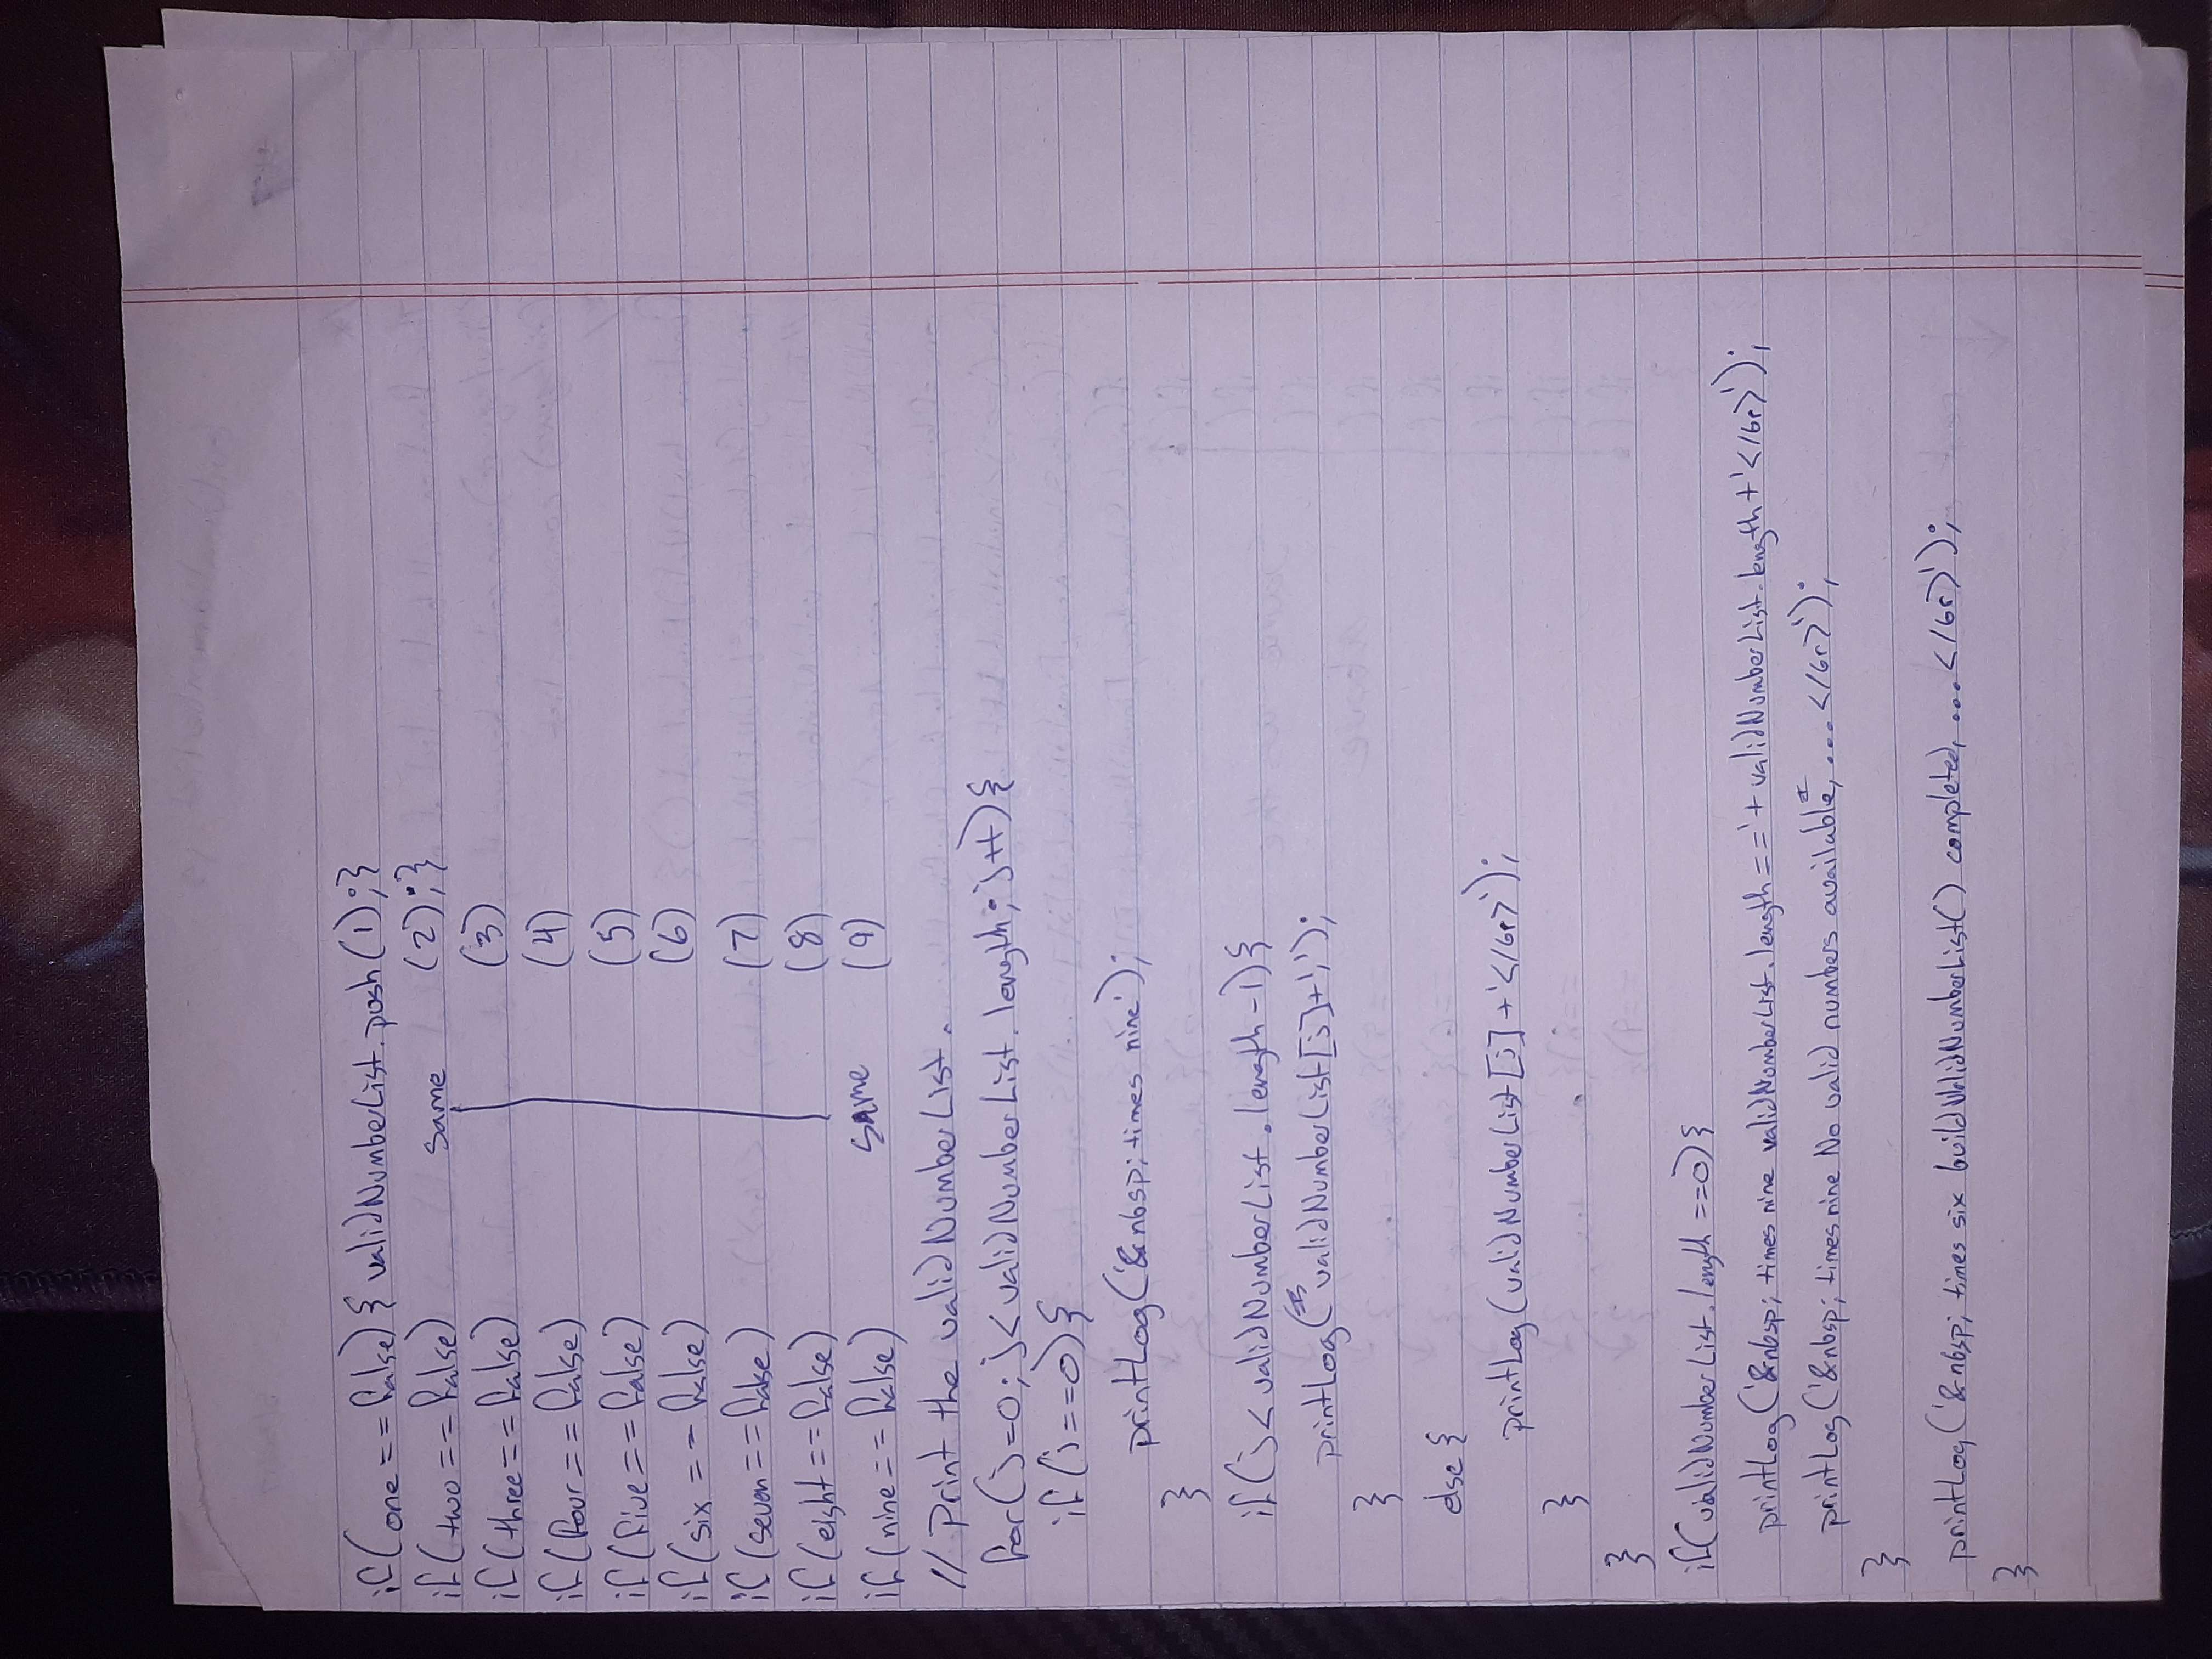 if(one==false){validNumberList.push(1);}
if(two==false) same (2);}
if(three==false) (3)
if(four==false) (4)
if(five==false) (5)
if(six==false) (6)
if(seven==false) (7)
if(eight==false) (8)
if(nine==false) same (9)
// Print the validNumberList.
for(j=0; j<validNumberList.length; j++){
if(j==0){
printLog('&nbsp; times nine');
}
if(j<validNumberList.length-1){
printLog(validNumberList[j]+',');
}
else{
printLog(validNumberList[j]+'</br>');
}
}
if(validNumberList.length==0){
printLog('&nbsp; times nine validNumberList.length=='+validNumberList.length+'</br>');
printLog('&nbsp; times nine No valid numbers available, ...</br>');
}
printLog('&nbsp; times six buildValidNumberList() completed, ...</br>');
}